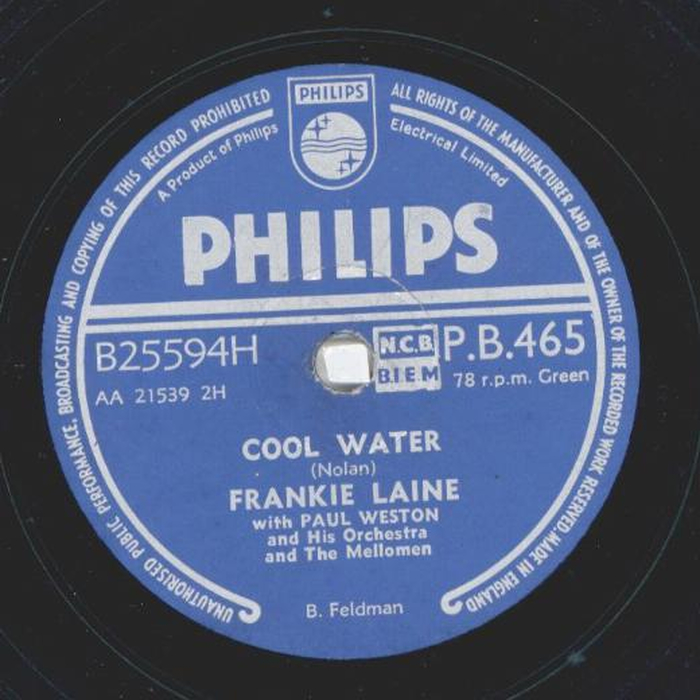 PHILIPS
UNAUTHORISED PUBLIC PERFORMANCE, BROADCASTING AND COPYING OF THIS RECORD PROHIBITED
ALL RIGHTS OF THE MANUFACTURER AND OF THE OWNER OF THE RECORDED WORK RESERVED. MADE IN ENGLAND
A Product of Philips Electrical Limited
PHILIPS
B25594H N.C.B. P.B.465
AA 21539 2H BIEM 78 r.p.m. Green
COOL WATER
(Nolan)
FRANKIE LAINE
with PAUL WESTON
and His Orchestra
and The Mellomen
B. Feldman